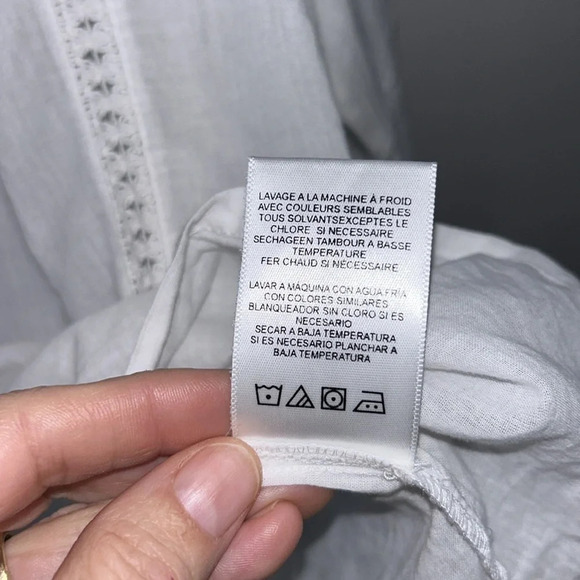 LAVAGE A LA MACHINE À FROID
AVEC COULEURS SEMBLABLES
TOUS SOLVANTSEXCEPTES LE
CHLORE SI NECESSAIRE
SECHAGEEN TAMBOUR A BASSE
TEMPERATURE
FER CHAUD SI NÉCESSAIRE
LAVAR A MÁQUINA CON AGUA FRÍA
CON COLORES SIMILARES
BLANQUEADOR SIN CLORO SI ES
NECESARIO
SECAR A BAJA TEMPERATURA
SI ES NECESARIO PLANCHAR A
BAJA TEMPERATURA